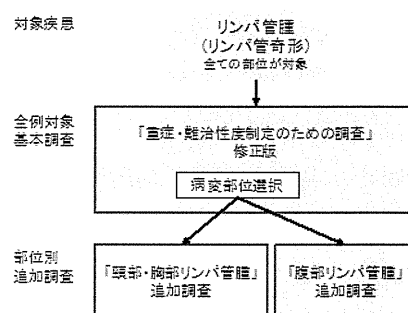 対象疾患
リンパ管腫
（リンパ管奇形）
全ての部位が対象
全例対象
基本調査
『重症・難治性度制定のための調査』
修正版
病変部位選択
部位別
追加調査
『頸部・胸部リンパ管腫』
追加調査
『腹部リンパ管腫』
追加調査